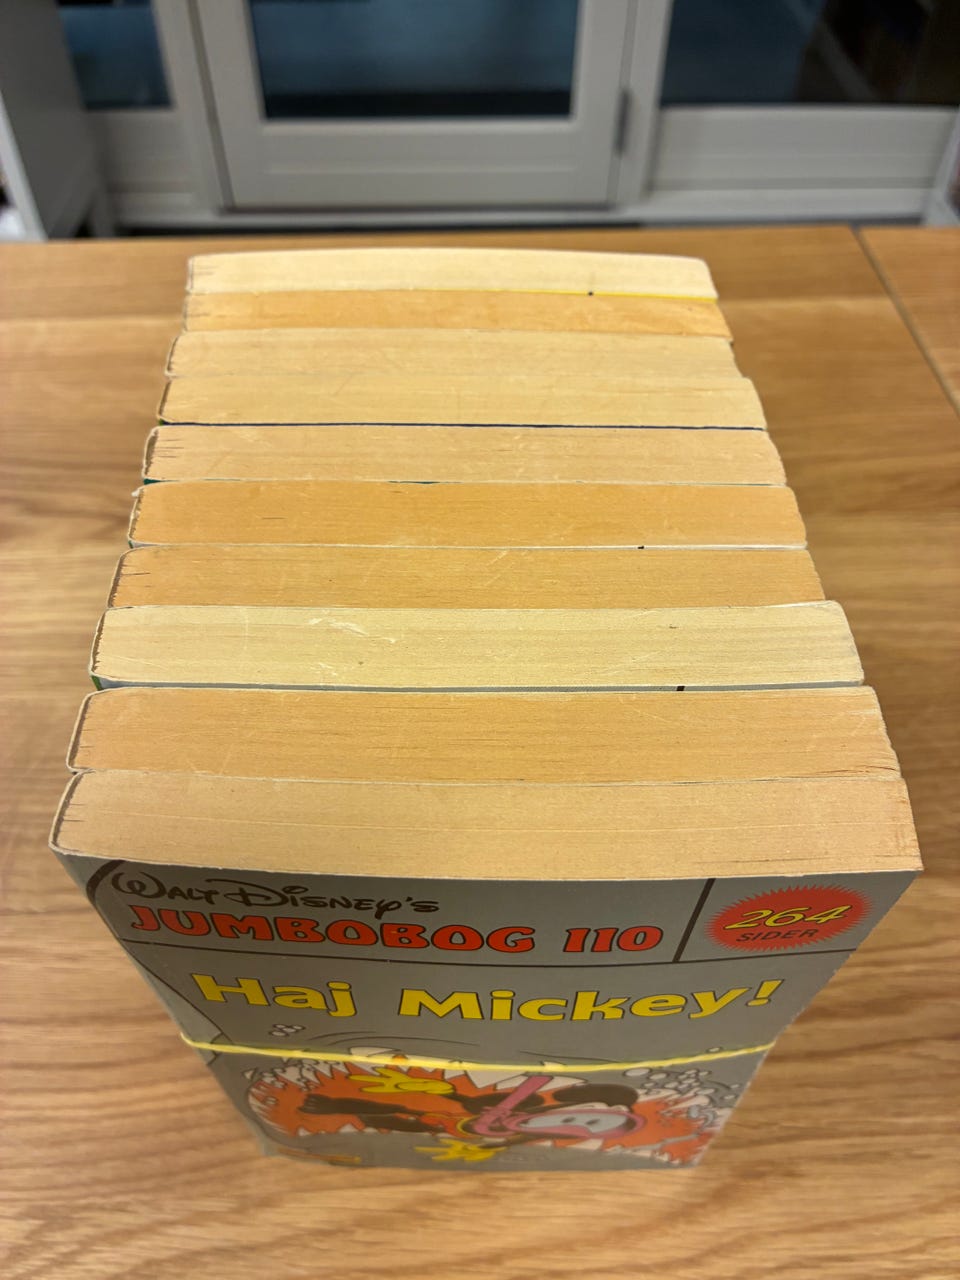 Walt Disney's
JUMBOBOG 110
264
SIDER
Haj Mickey!